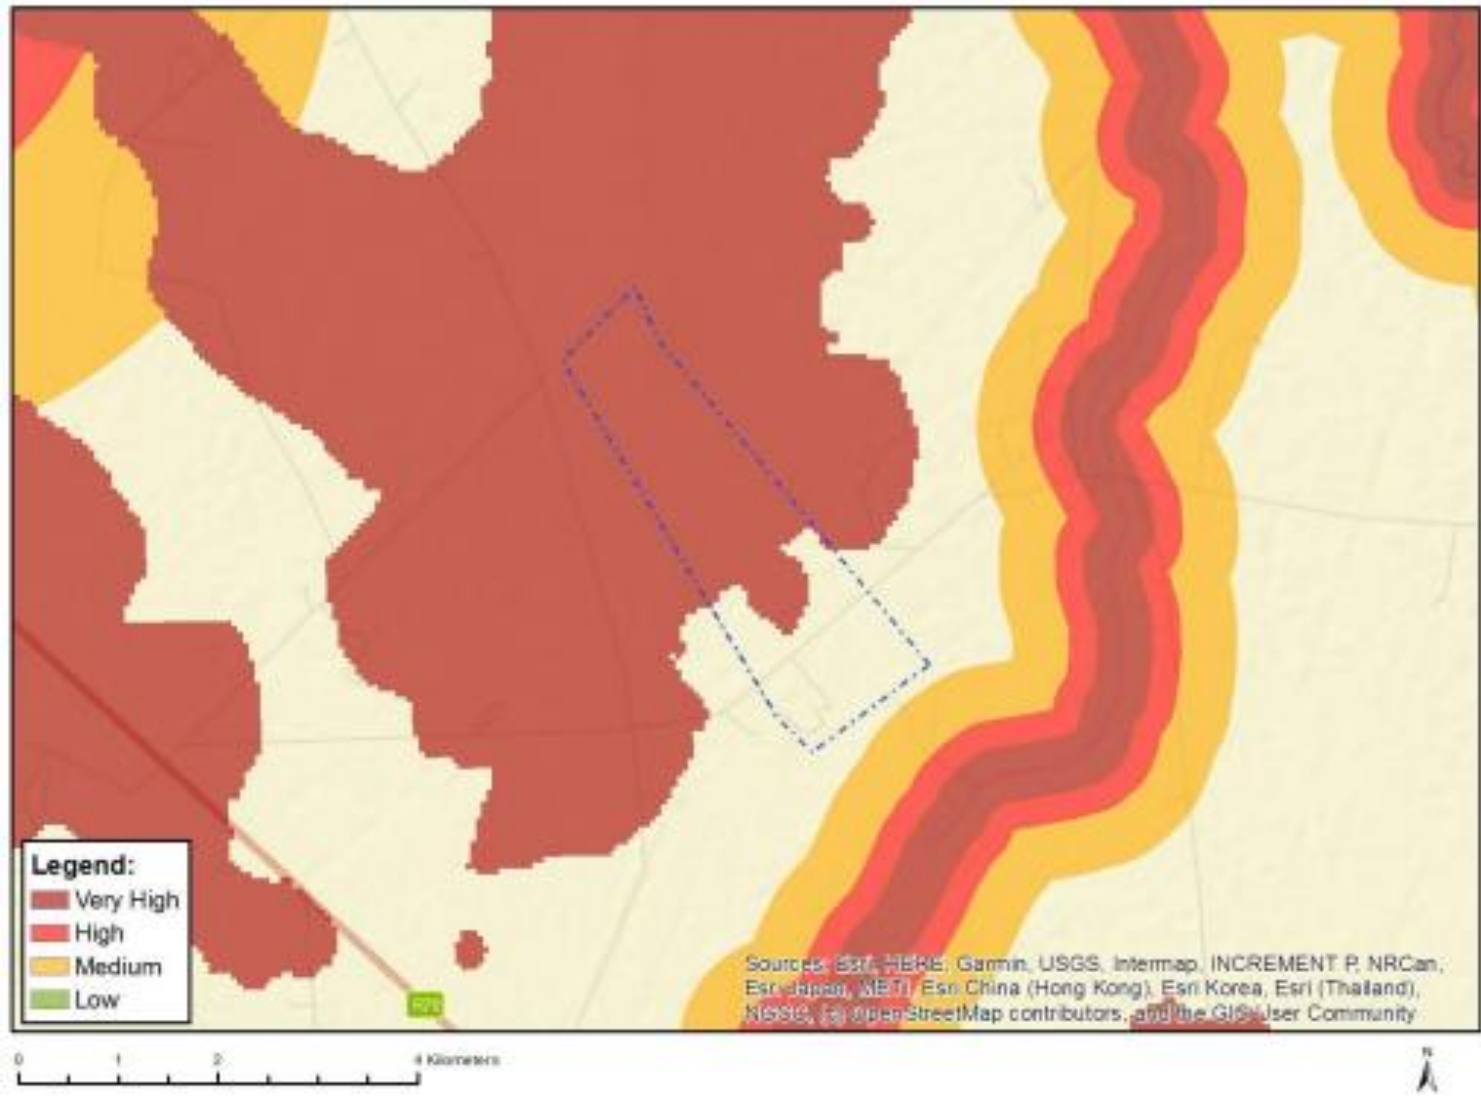 Legend:
Very High
High
Medium
Low
Sources: Esri, HERE, Garmin, USGS, Intermap, INCREMENT P, NRCan,
Esri Japan, METI, Esri China (Hong Kong), Esri Korea, Esri (Thailand),
NGCC, (c) OpenStreetMap contributors, and the GIS User Community
0 1 2 4 Kilometers
N